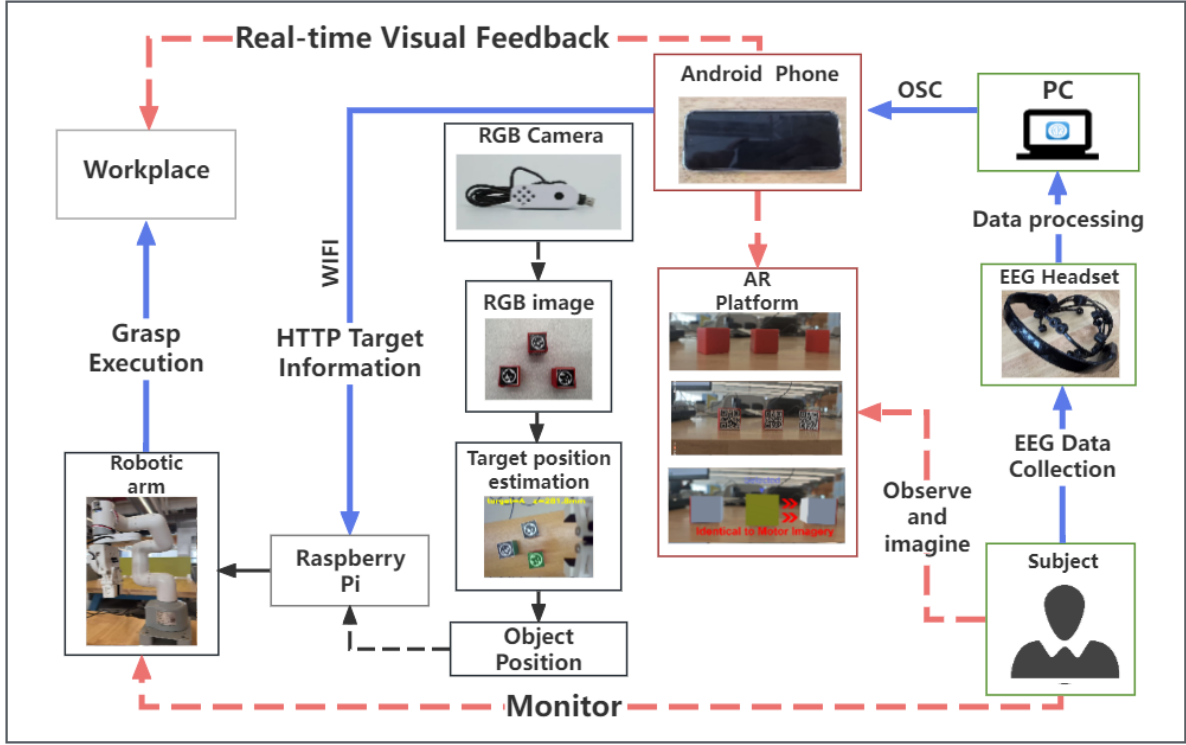 Real-time Visual Feedback
Android Phone
OSC
PC
RGB Camera
Workplace
Data processing
WIFI
AR
Platform
EEG Headset
RGB image
Grasp
Execution
HTTP Target
Information
EEG Data
Collection
Robotic
arm
Target position
estimation
Observe
and
imagine
Identical to Motor Imagery
Raspberry
Pi
Subject
Object
Position
Monitor